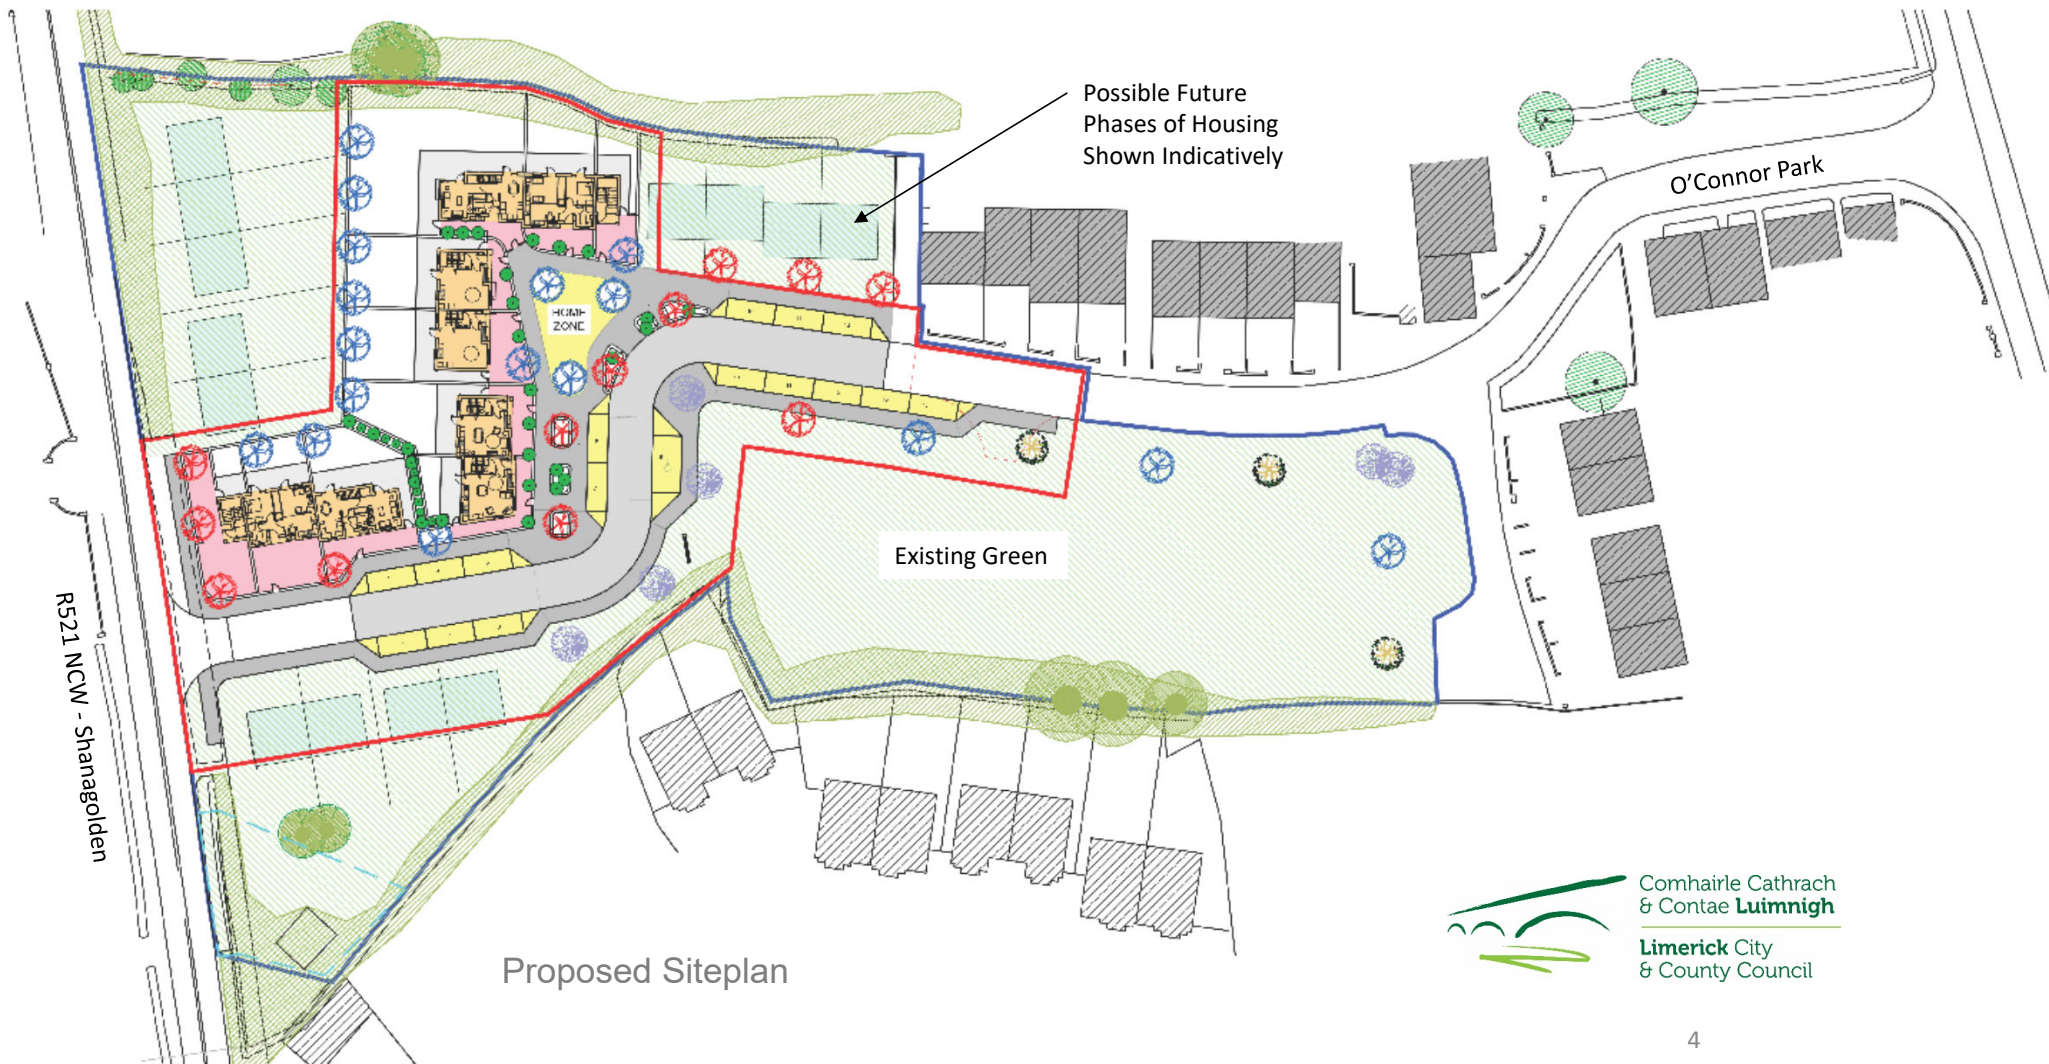 Possible Future
Phases of Housing
Shown Indicatively
O'Connor Park
HOME
ZONE
Existing Green
R521 NCW - Shanagolden
Proposed Siteplan
Comhairle Cathrach
& Contae Luimnigh
Limerick City
& County Council
4